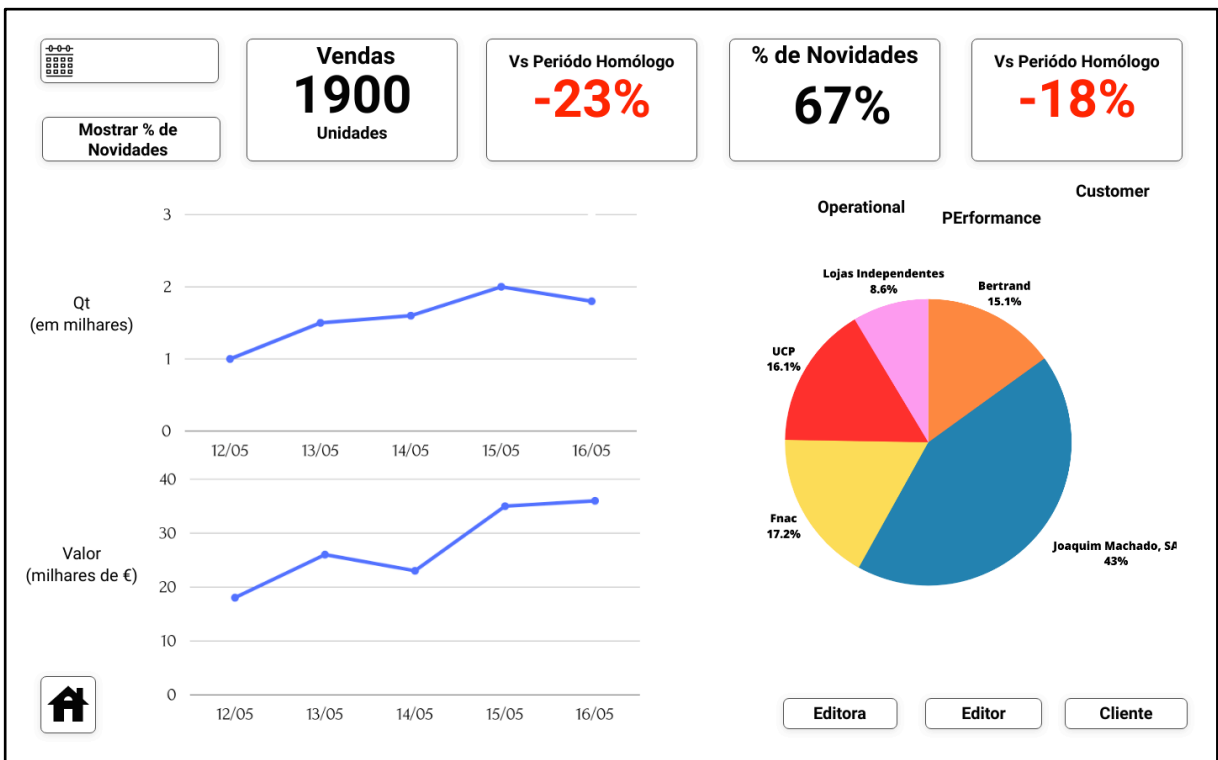 Vendas
1900
Unidades
Vs Periódo Homólogo
-23%
% de Novidades
67%
Vs Periódo Homólogo
-18%
Mostrar % de
Novidades
Operational
PErformance
Customer
Qt
(em milhares)
3
2
1
0
12/05
13/05
14/05
15/05
16/05
Valor
(milhares de €)
40
30
20
10
0
12/05
13/05
14/05
15/05
16/05
Lojas Independentes
8.6%
Bertrand
15.1%
UCP
16.1%
Fnac
17.2%
Joaquim Machado, SA
43%
Editora
Editor
Cliente